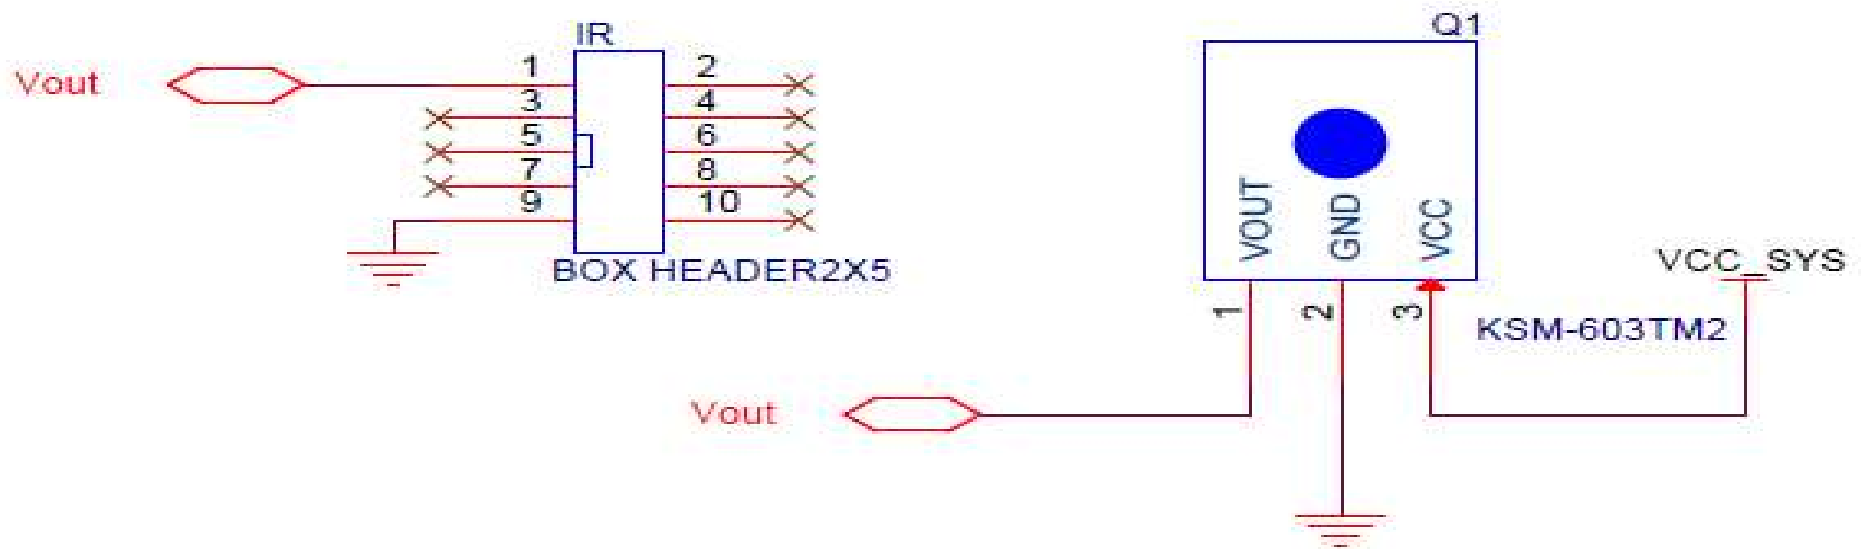 IR
Vout
1 2
3 4
5 6
7 8
9 10
BOX HEADER2X5
Q1
VOUT
GND
VCC
1
2
3
VCC_SYS
KSM-603TM2
Vout